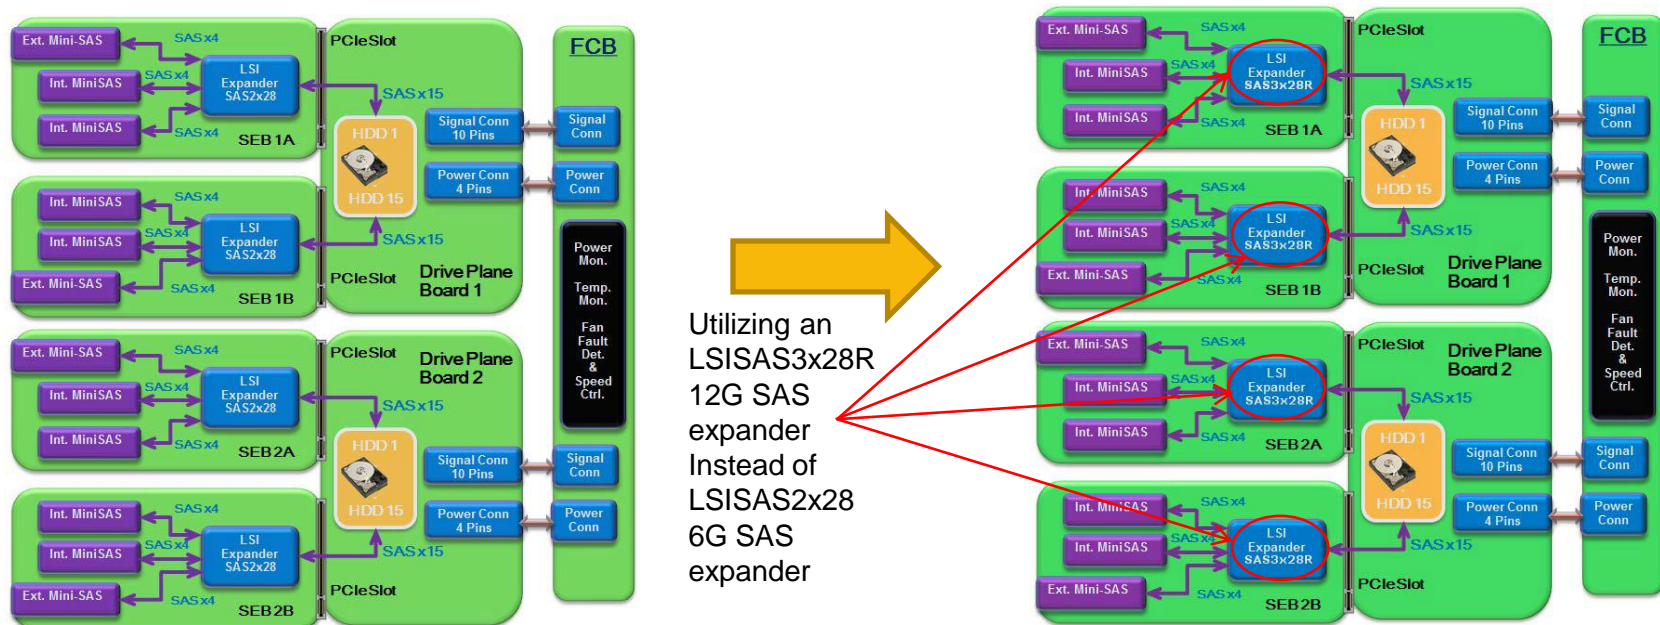 Ext. Mini-SAS
SASx4
PCIeSlot
FCB
Int. MiniSAS
SASx4
LSI
Expander
SAS2x28
SASx15
Int. MiniSAS
SASx4
SEB 1A
HDD 1
HDD 15
Signal Conn
10 Pins
Signal
Conn
Power Conn
4 Pins
Power
Conn
Int. MiniSAS
SASx4
Int. MiniSAS
SASx4
LSI
Expander
SAS2x28
SASx15
Ext. Mini-SAS
SASx4
SEB 1B
PCIeSlot
Drive Plane
Board 1
Power
Mon.
Temp.
Mon.
Fan
Fault
Det.
&
Speed
Ctrl.
Ext. Mini-SAS
SASx4
PCIeSlot
Drive Plane
Board 2
Int. MiniSAS
SASx4
LSI
Expander
SAS2x28
SASx15
Int. MiniSAS
SASx4
SEB 2A
HDD 1
HDD 15
Signal Conn
10 Pins
Signal
Conn
Power Conn
4 Pins
Power
Conn
Int. MiniSAS
SASx4
Int. MiniSAS
SASx4
LSI
Expander
SAS2x28
SASx15
Ext. Mini-SAS
SASx4
SEB 2B
PCIeSlot
Utilizing an
LSISAS3x28R
12G SAS
expander
Instead of
LSISAS2x28
6G SAS
expander
Ext. Mini-SAS
SASx4
PCIeSlot
FCB
Int. MiniSAS
SASx4
LSI
Expander
SAS3x28R
SASx15
Int. MiniSAS
SASx4
SEB 1A
HDD 1
HDD 15
Signal Conn
10 Pins
Signal
Conn
Power Conn
4 Pins
Power
Conn
Int. MiniSAS
SASx4
Int. MiniSAS
SASx4
LSI
Expander
SAS3x28R
SASx15
Ext. Mini-SAS
SASx4
SEB 1B
PCIeSlot
Drive Plane
Board 1
Power
Mon.
Temp.
Mon.
Fan
Fault
Det.
&
Speed
Ctrl.
Ext. Mini-SAS
SASx4
PCIeSlot
Drive Plane
Board 2
Int. MiniSAS
SASx4
LSI
Expander
SAS3x28R
SASx15
Int. MiniSAS
SASx4
SEB 2A
HDD 1
HDD 15
Signal Conn
10 Pins
Signal
Conn
Power Conn
4 Pins
Power
Conn
Int. MiniSAS
SASx4
Int. MiniSAS
SASx4
LSI
Expander
SAS3x28R
SASx15
Ext. Mini-SAS
SASx4
SEB 2B
PCIeSlot